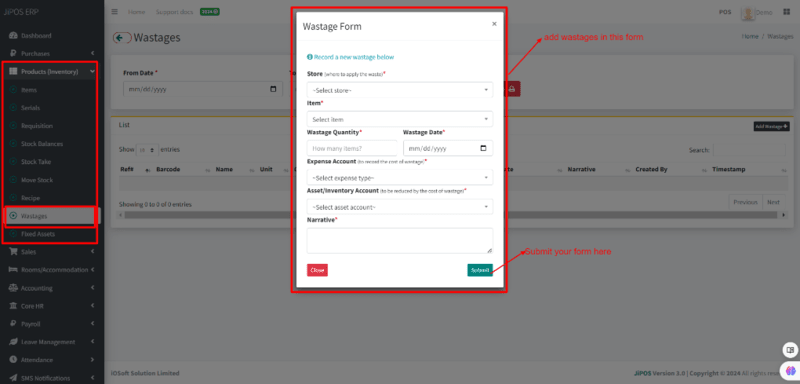 JiPOS ERP
Home Support docs
POS Demo
Wastages
Home / Wastages
Dashboard
Purchases
Products (Inventory)
Items
Serials
Requisition
Stock Balances
Stock Take
Move Stock
Recipe
Wastages
Fixed Assets
Sales
Rooms/Accommodation
Accounting
Core HR
Payroll
Leave Management
Attendance
SMS Notifications
From Date *
mm/dd/yyyy
List
Add Wastage
Show 10 entries
Search:
Ref# Barcode Name Unit
Narrative Created By Timestamp
Showing 0 to 0 of 0 entries
Previous Next
Wastage Form
×
Record a new wastage below
Store (where to apply the waste)*
~Select store~
Item*
Select item
Wastage Quantity* Wastage Date*
How many items? mm/dd/yyyy
Expense Account (to record the cost of wastage)*
~Select expense type~
Asset/Inventory Account (to be reduced by the cost of wastage)*
~Select asset account~
Narrative*
Close Submit
add wastages in this form
Submit your form here
iOSoft Solution Limited
JiPOS Version 3.0 | Copyright © 2024 All rights reserved